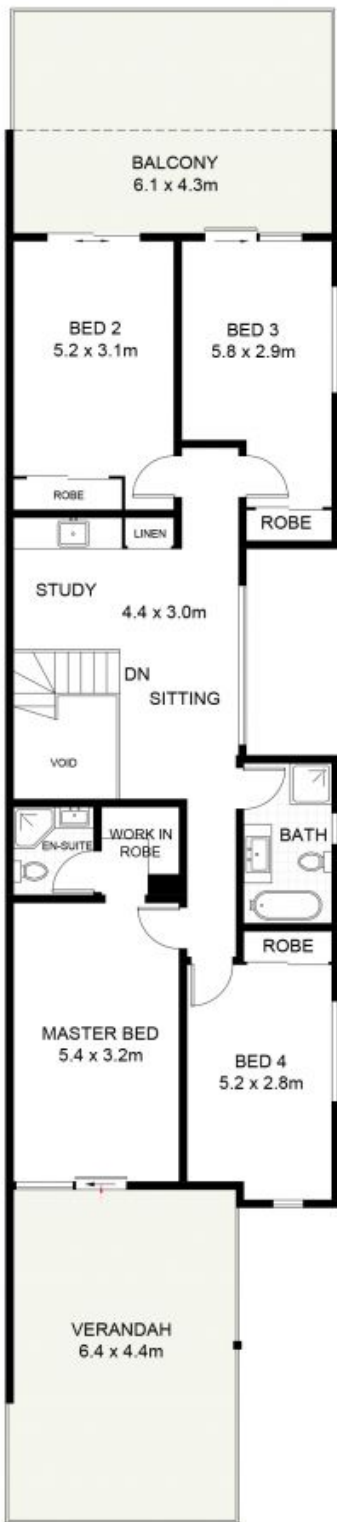 BALCONY
6.1 x 4.3m
BED 2
5.2 x 3.1m
BED 3
5.8 x 2.9m
ROBE
ROBE
LINEN
STUDY
4.4 x 3.0m
DN
SITTING
VOID
EN-SUITE
WORK IN
ROBE
BATH
ROBE
MASTER BED
5.4 x 3.2m
BED 4
5.2 x 2.8m
VERANDAH
6.4 x 4.4m